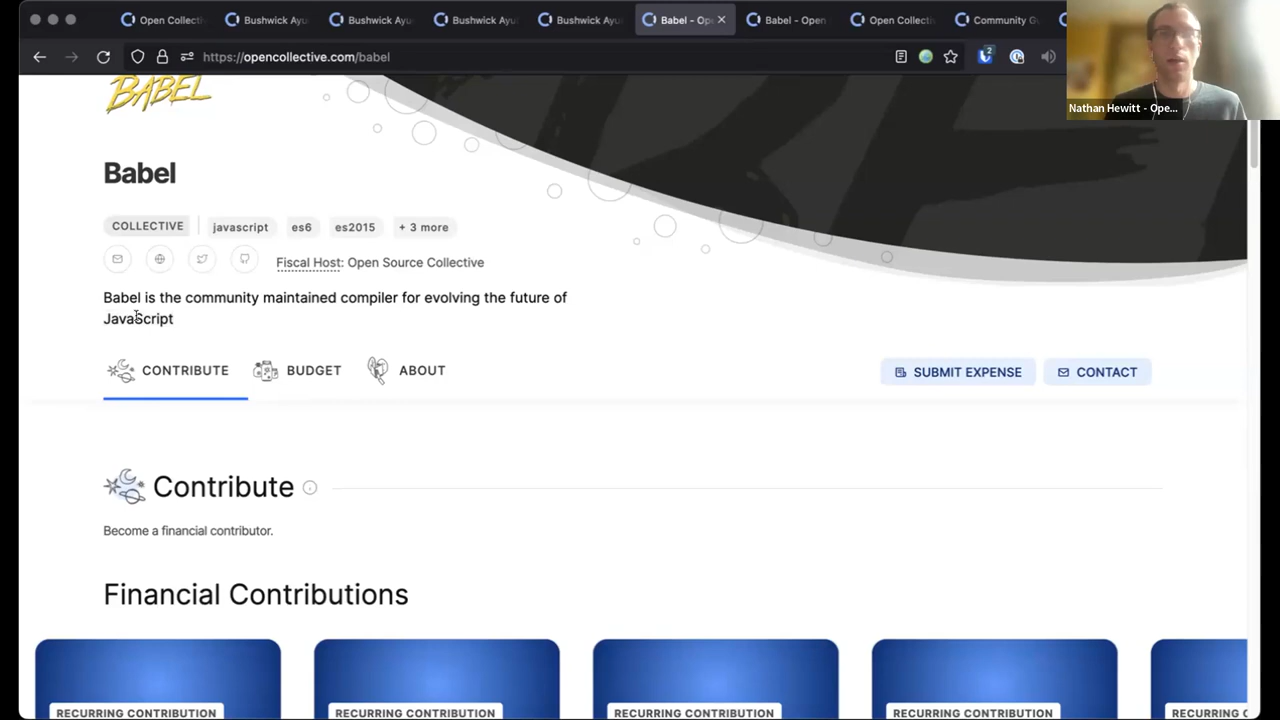 Open Collecti
Bushwick Ayu
Bushwick Ayu
Bushwick Ayu
Bushwick Ayu
Babel - Op
Babel - Open
Open Collecti
Community Gu
https://opencollective.com/babel
2
Nathan Hewitt - Ope...
BABEL
Babel
COLLECTIVE
javascript
es6
es2015
+ 3 more
Fiscal Host: Open Source Collective
Babel is the community maintained compiler for evolving the future of
JavaScript
CONTRIBUTE
BUDGET
ABOUT
SUBMIT EXPENSE
CONTACT
Contribute
Become a financial contributor.
Financial Contributions
RECURRING CONTRIBUTION
RECURRING CONTRIBUTION
RECURRING CONTRIBUTION
RECURRING CONTRIBUTION
RECURRING C